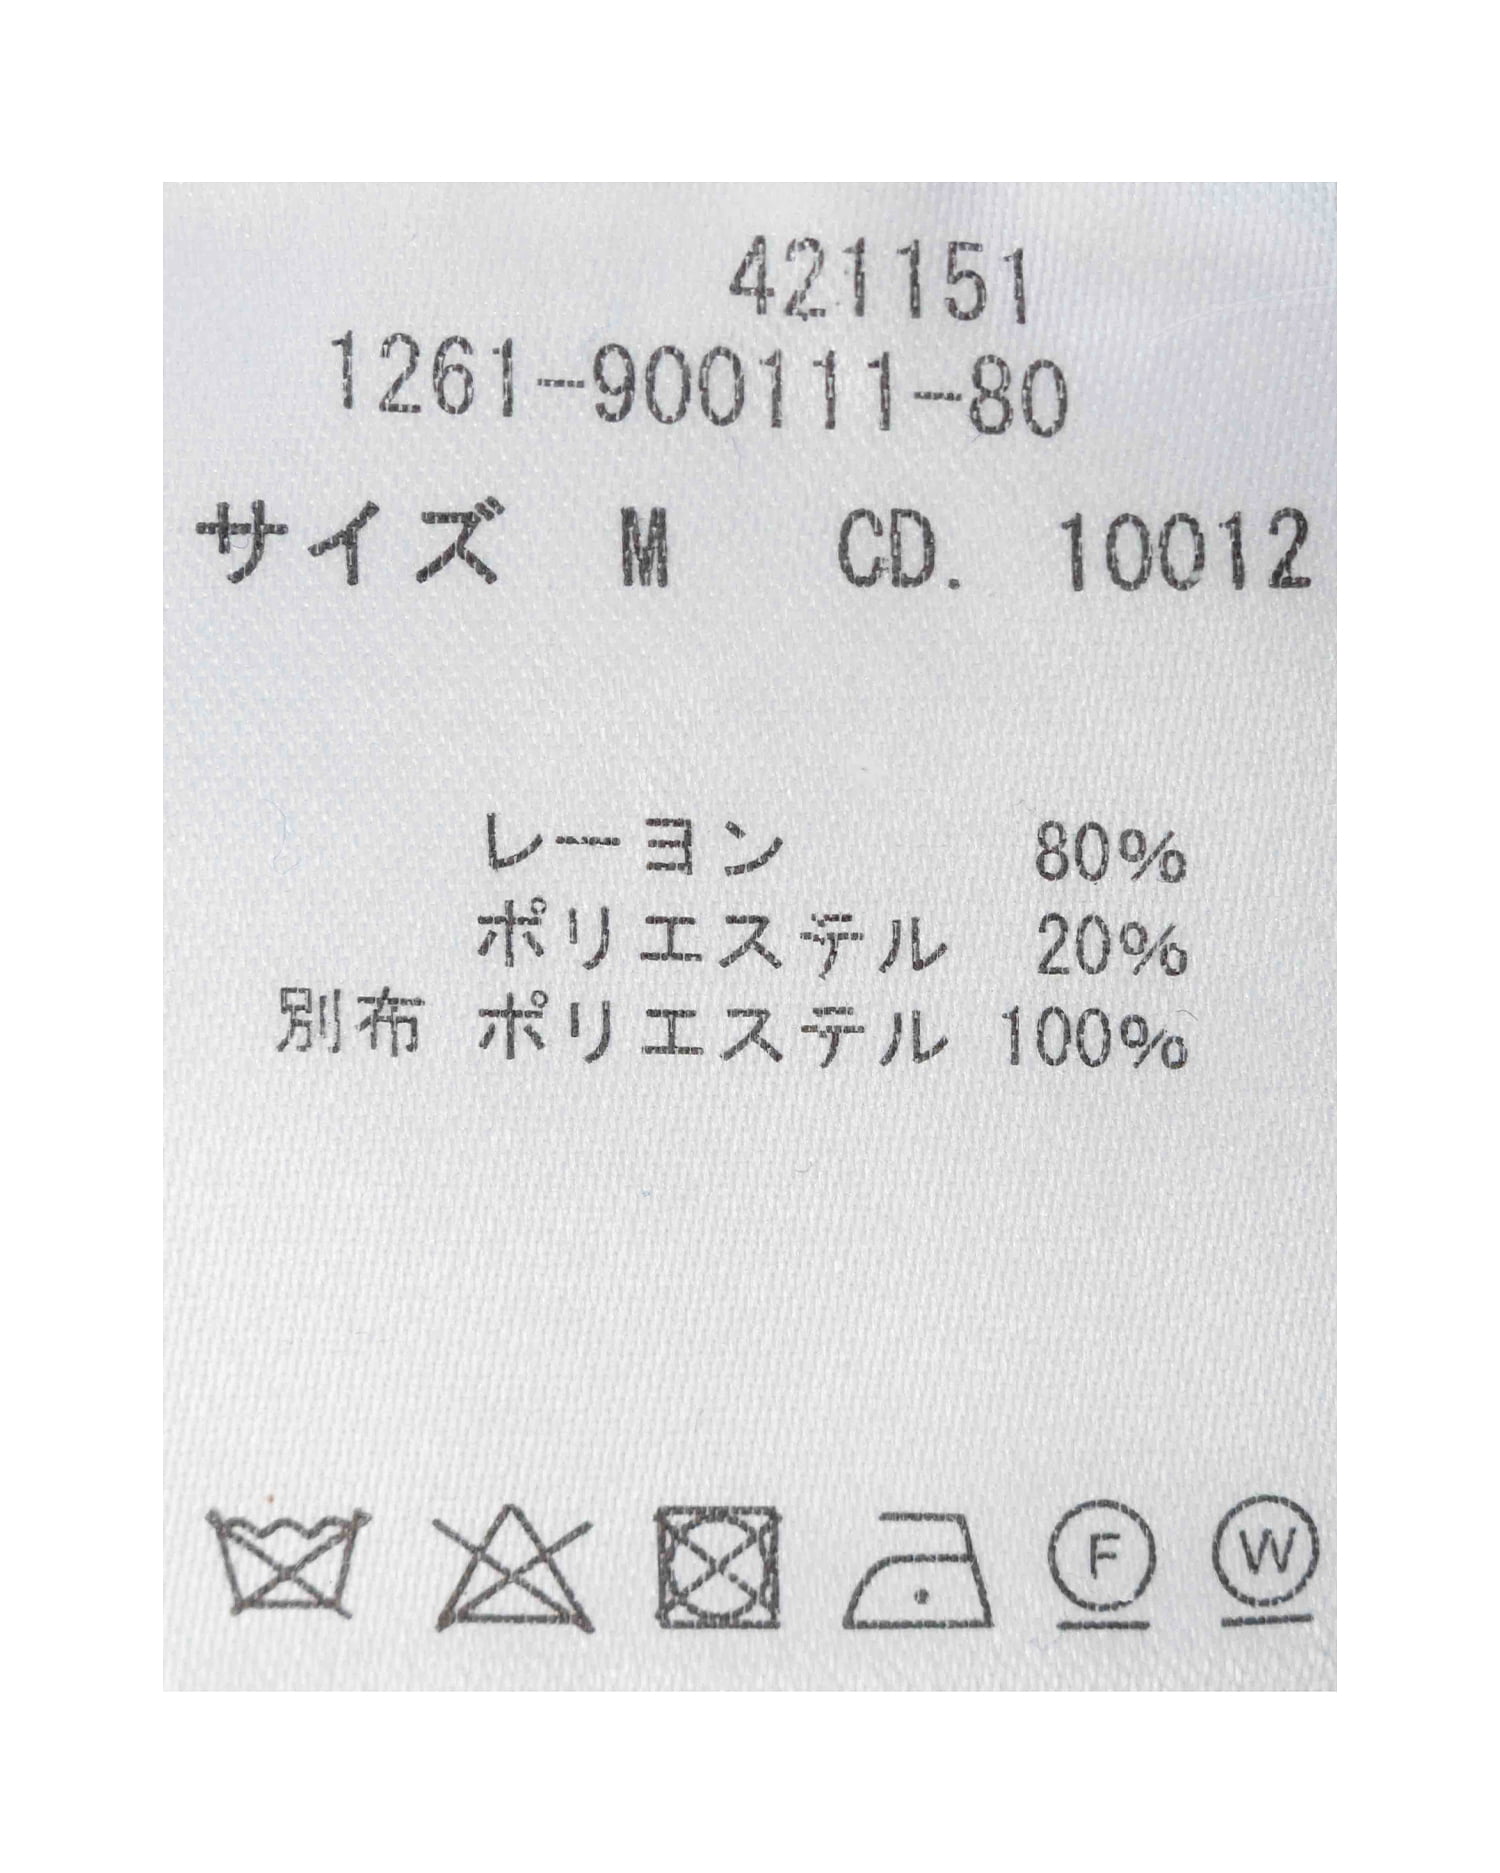 421151
1261-900111-80
サイズ M CD. 10012
レーヨン 80%
ポリエステル 20%
別布 ポリエステル 100%
F W